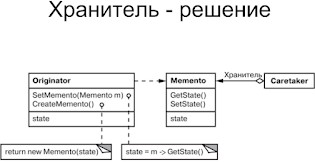 Хранитель - решение
Хранитель
Originator
Memento
Caretaker
SetMemento(Memento m)
CreateMemento()
GetState()
SetState()
state
state
return new Memento(state)
state = m -> GetState()